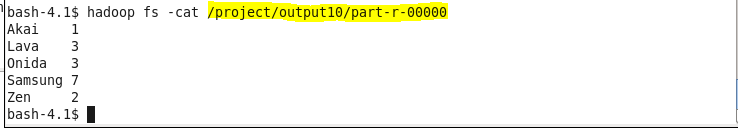 bash-4.1$ hadoop fs -cat /project/output10/part-r-00000
Akai    1
Lava    3
Onida   3
Samsung 7
Zen     2
bash-4.1$